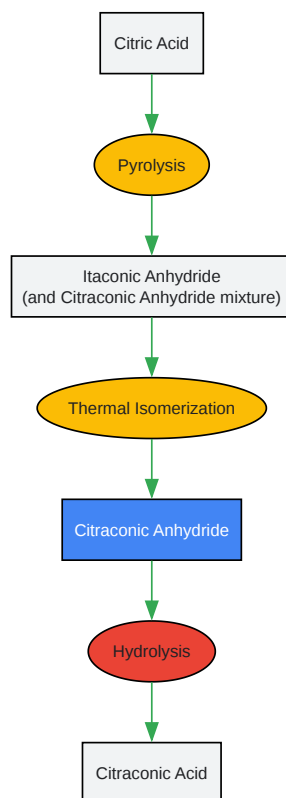 Citric Acid
Pyrolysis
Itaconic Anhydride
(and Citraconic Anhydride mixture)
Thermal Isomerization
Citraconic Anhydride
Hydrolysis
Citraconic Acid